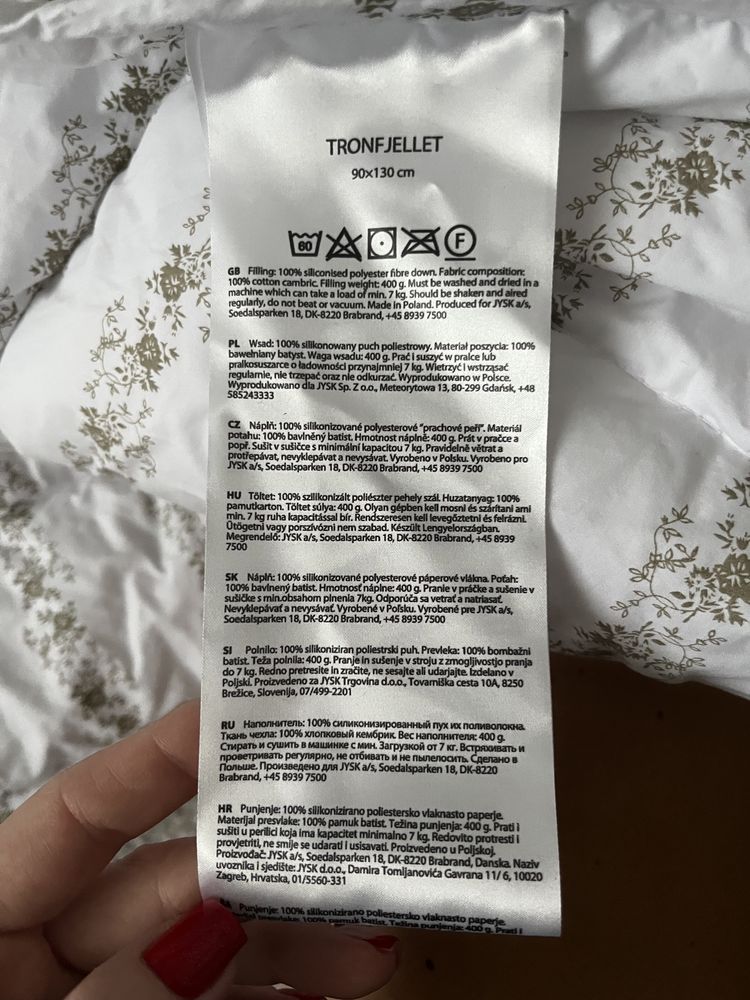 TRONFJELLET
90x130 cm
60 F
GB Filling: 100% siliconised polyester fibre down. Fabric composition:
100% cotton cambric. Filling weight: 400 g. Must be washed and dried in a
machine which can take a load of min. 7 kg. Should be shaken and aired
regularly, do not beat or vacuum. Made in Poland. Produced for JYSK a/s,
Soedalsparken 18, DK-8220 Brabrand, +45 8939 7500
PL Wsad: 100% silikonowany puch poliestrowy. Materiał poszycia: 100%
bawełniany batyst. Waga wsadu: 400 g. Prać i suszyć w pralce lub
pralkosuszarce o ładowności przynajmniej 7 kg. Wietrzyć i wstrząsać
regularnie, nie trzepać oraz nie odkurzać. Wyprodukowano w Polsce.
Wyprodukowano dla JYSK Sp. Z o.o., Meteorytowa 13, 80-299 Gdańsk, +48
585243333
CZ Náplň: 100% silikonizované polyesterové "prachové peří". Materiál
potahu: 100% bavlněný batist. Hmotnost náplně: 400 g. Prát v pračce a
popř. Sušit v sušičce s minimální kapacitou 7 kg. Pravidelně větrat a
protřepávat, nevyklepávat a nevysávat. Vyrobeno v Polsku. Vyrobeno pro
JYSK a/s, Soedalsparken 18, DK-8220 Brabrand, +45 8939 7500
HU Töltet: 100% szilikonizált poliészter pehely szál. Huzatanyag: 100%
pamutkarton. Töltet súlya: 400 g. Olyan gépben kell mosni és szárítani ami
min. 7 kg ruha kapacitással bír. Rendszeresen kell levegőztetni és felrázni.
Ütögetni vagy porszívózni nem szabad. Készült Lengyelországban.
Megrendelő: JYSK a/s, Soedalsparken 18, DK-8220 Brabrand, +45 8939
7500
SK Náplň: 100% silikonizované polyesterové páperové vlákna. Poťah:
100% bavlnený batist. Hmotnosť náplne: 400 g. Pranie v práčke a sušenie v
sušičke s min.obsahom plnenia 7kg. Odporúča sa vetrať a natriasať.
Nevyklepávať a nevysávať. Vyrobené v Poľsku. Vyrobené pre JYSK a/s,
Soedalsparken 18, DK-8220 Brabrand, +45 8939 7500
SI Polnilo: 100% silikoniziran poliestrski puh. Prevleka: 100% bombažni
batist. Teža polnila: 400 g. Pranje in sušenje v stroju z zmogljivostjo pranja
do 7 kg. Redno pretresite in zračite, ne sesajte ali udarjajte. Izdelano v
Poljski. Proizvedeno za JYSK Trgovina d.o.o., Tovarniška cesta 10A, 8250
Brežice, Slovenija, 07/499-2201
RU Наполнитель: 100% силиконизированный пух их поливолокна.
Ткань чехла: 100% хлопковый кембрик. Вес наполнителя: 400 g.
Стирать и сушить в машинке с мин. Загрузкой от 7 кг. Встряхивать и
проветривать регулярно, не отбивать и не пылесосить. Сделано в
Польше. Произведено для JYSK a/s, Soedalsparken 18, DK-8220
Brabrand, +45 8939 7500
HR Punjenje: 100% silikonizirano poliestersko vlaknasto paperje.
Materijal presvlake: 100% pamuk batist. Težina punjenja: 400 g. Prati i
sušiti u perilici koja ima kapacitet minimalno 7 kg. Redovito protresti i
provjetriti, ne smije se udarati i usisavati. Proizvedeno u Poljskoj.
Proizvođač: JYSK a/s, Soedalsparken 18, DK-8220 Brabrand, Danska. Naziv
uvoznika i sjedište: JYSK d.o.o., Damira Tomljanovića Gavrana 11/ 6, 10020
Zagreb, Hrvatska, 01/5560-331
BA Punjenje: 100% silikonizirano poliestersko vlaknasto paperje.
presvlake: 100% pamuk batist. Težina punjenja: 400 g. Prati i